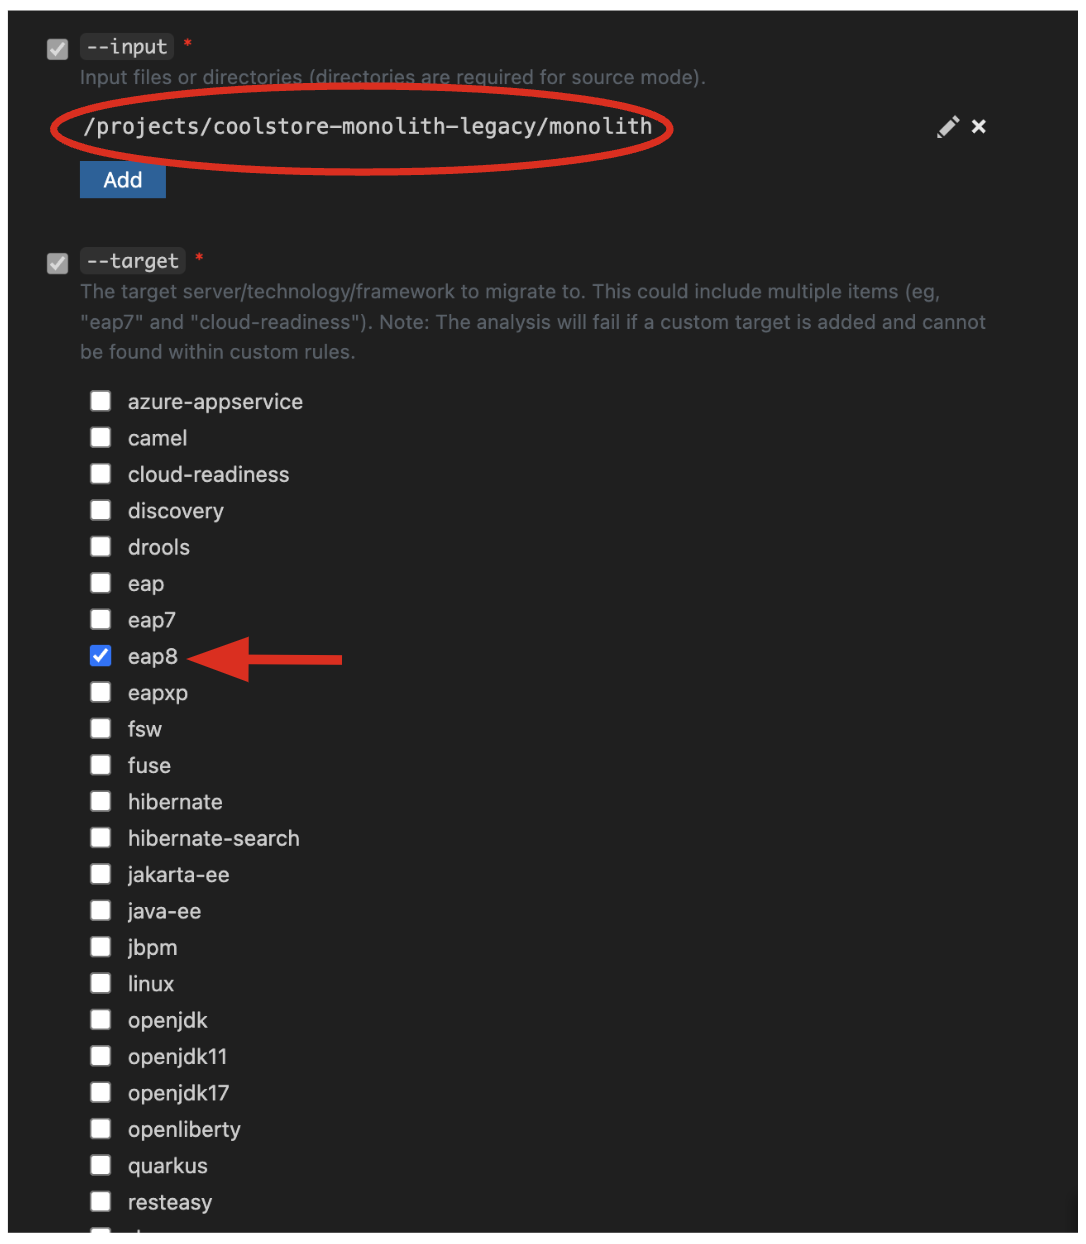 --input *
Input files or directories (directories are required for source mode).
/projects/coolstore-monolith-legacy/monolith
Add
--target *
The target server/technology/framework to migrate to. This could include multiple items (eg,
"eap7" and "cloud-readiness"). Note: The analysis will fail if a custom target is added and cannot
be found within custom rules.
azure-appservice
camel
cloud-readiness
discovery
drools
eap
eap7
eap8
eapxp
fsw
fuse
hibernate
hibernate-search
jakarta-ee
java-ee
jbpm
linux
openjdk
openjdk11
openjdk17
openliberty
quarkus
resteasy